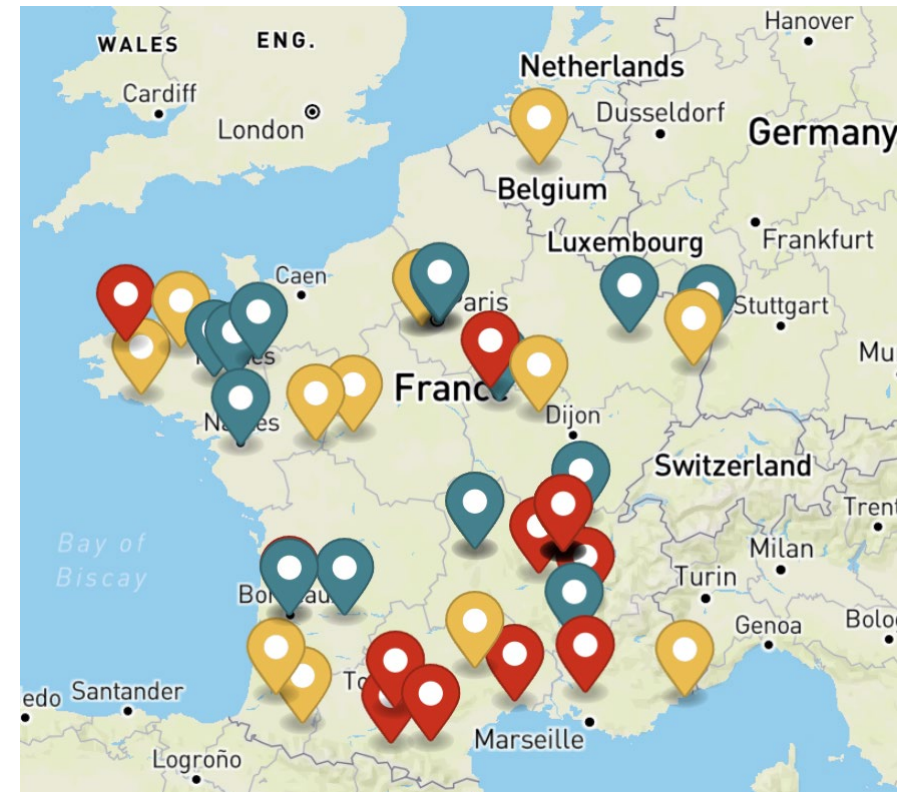 Hanover
WALES
ENG.
Netherlands
Cardiff
Dusseldorf
London
Germany
Belgium
Luxembourg
Frankfurt
Caen
Stuttgart
France
Dijon
Switzerland
Bay of
Biscay
Milan
Turin
Genoa
Santander
Marseille
Logroño